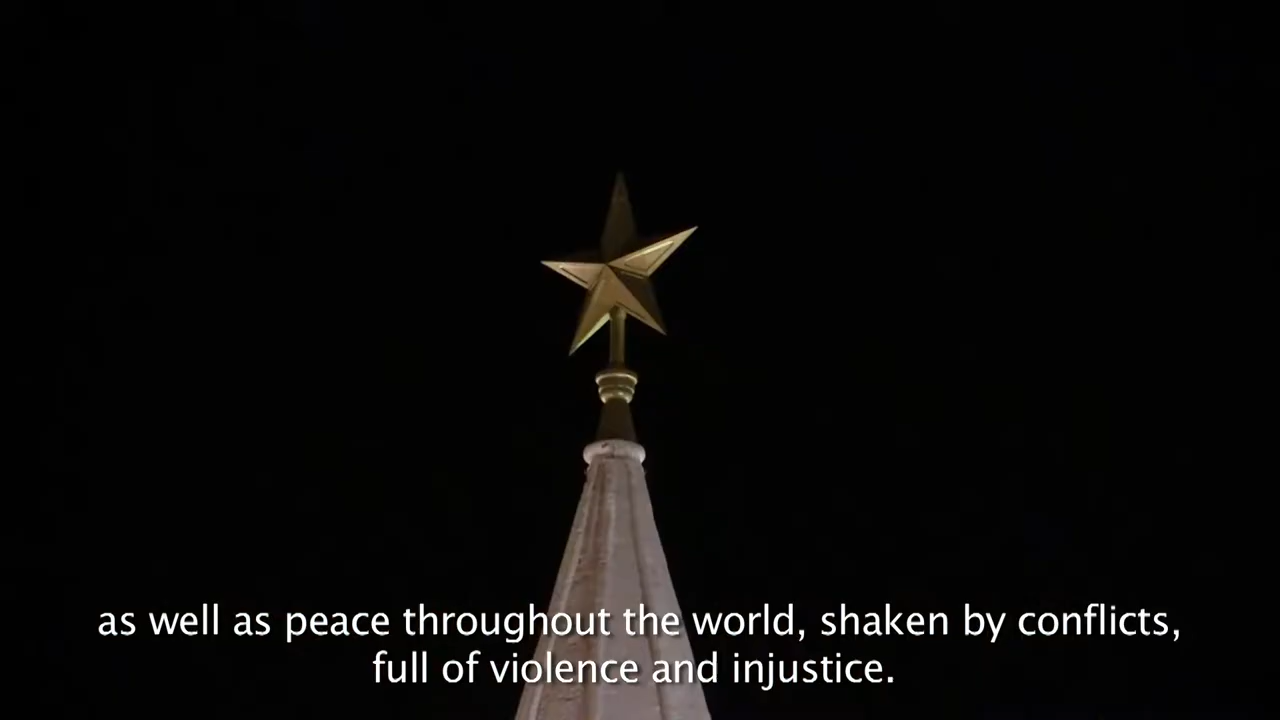 as well as peace throughout the world, shaken by conflicts,
full of violence and injustice.